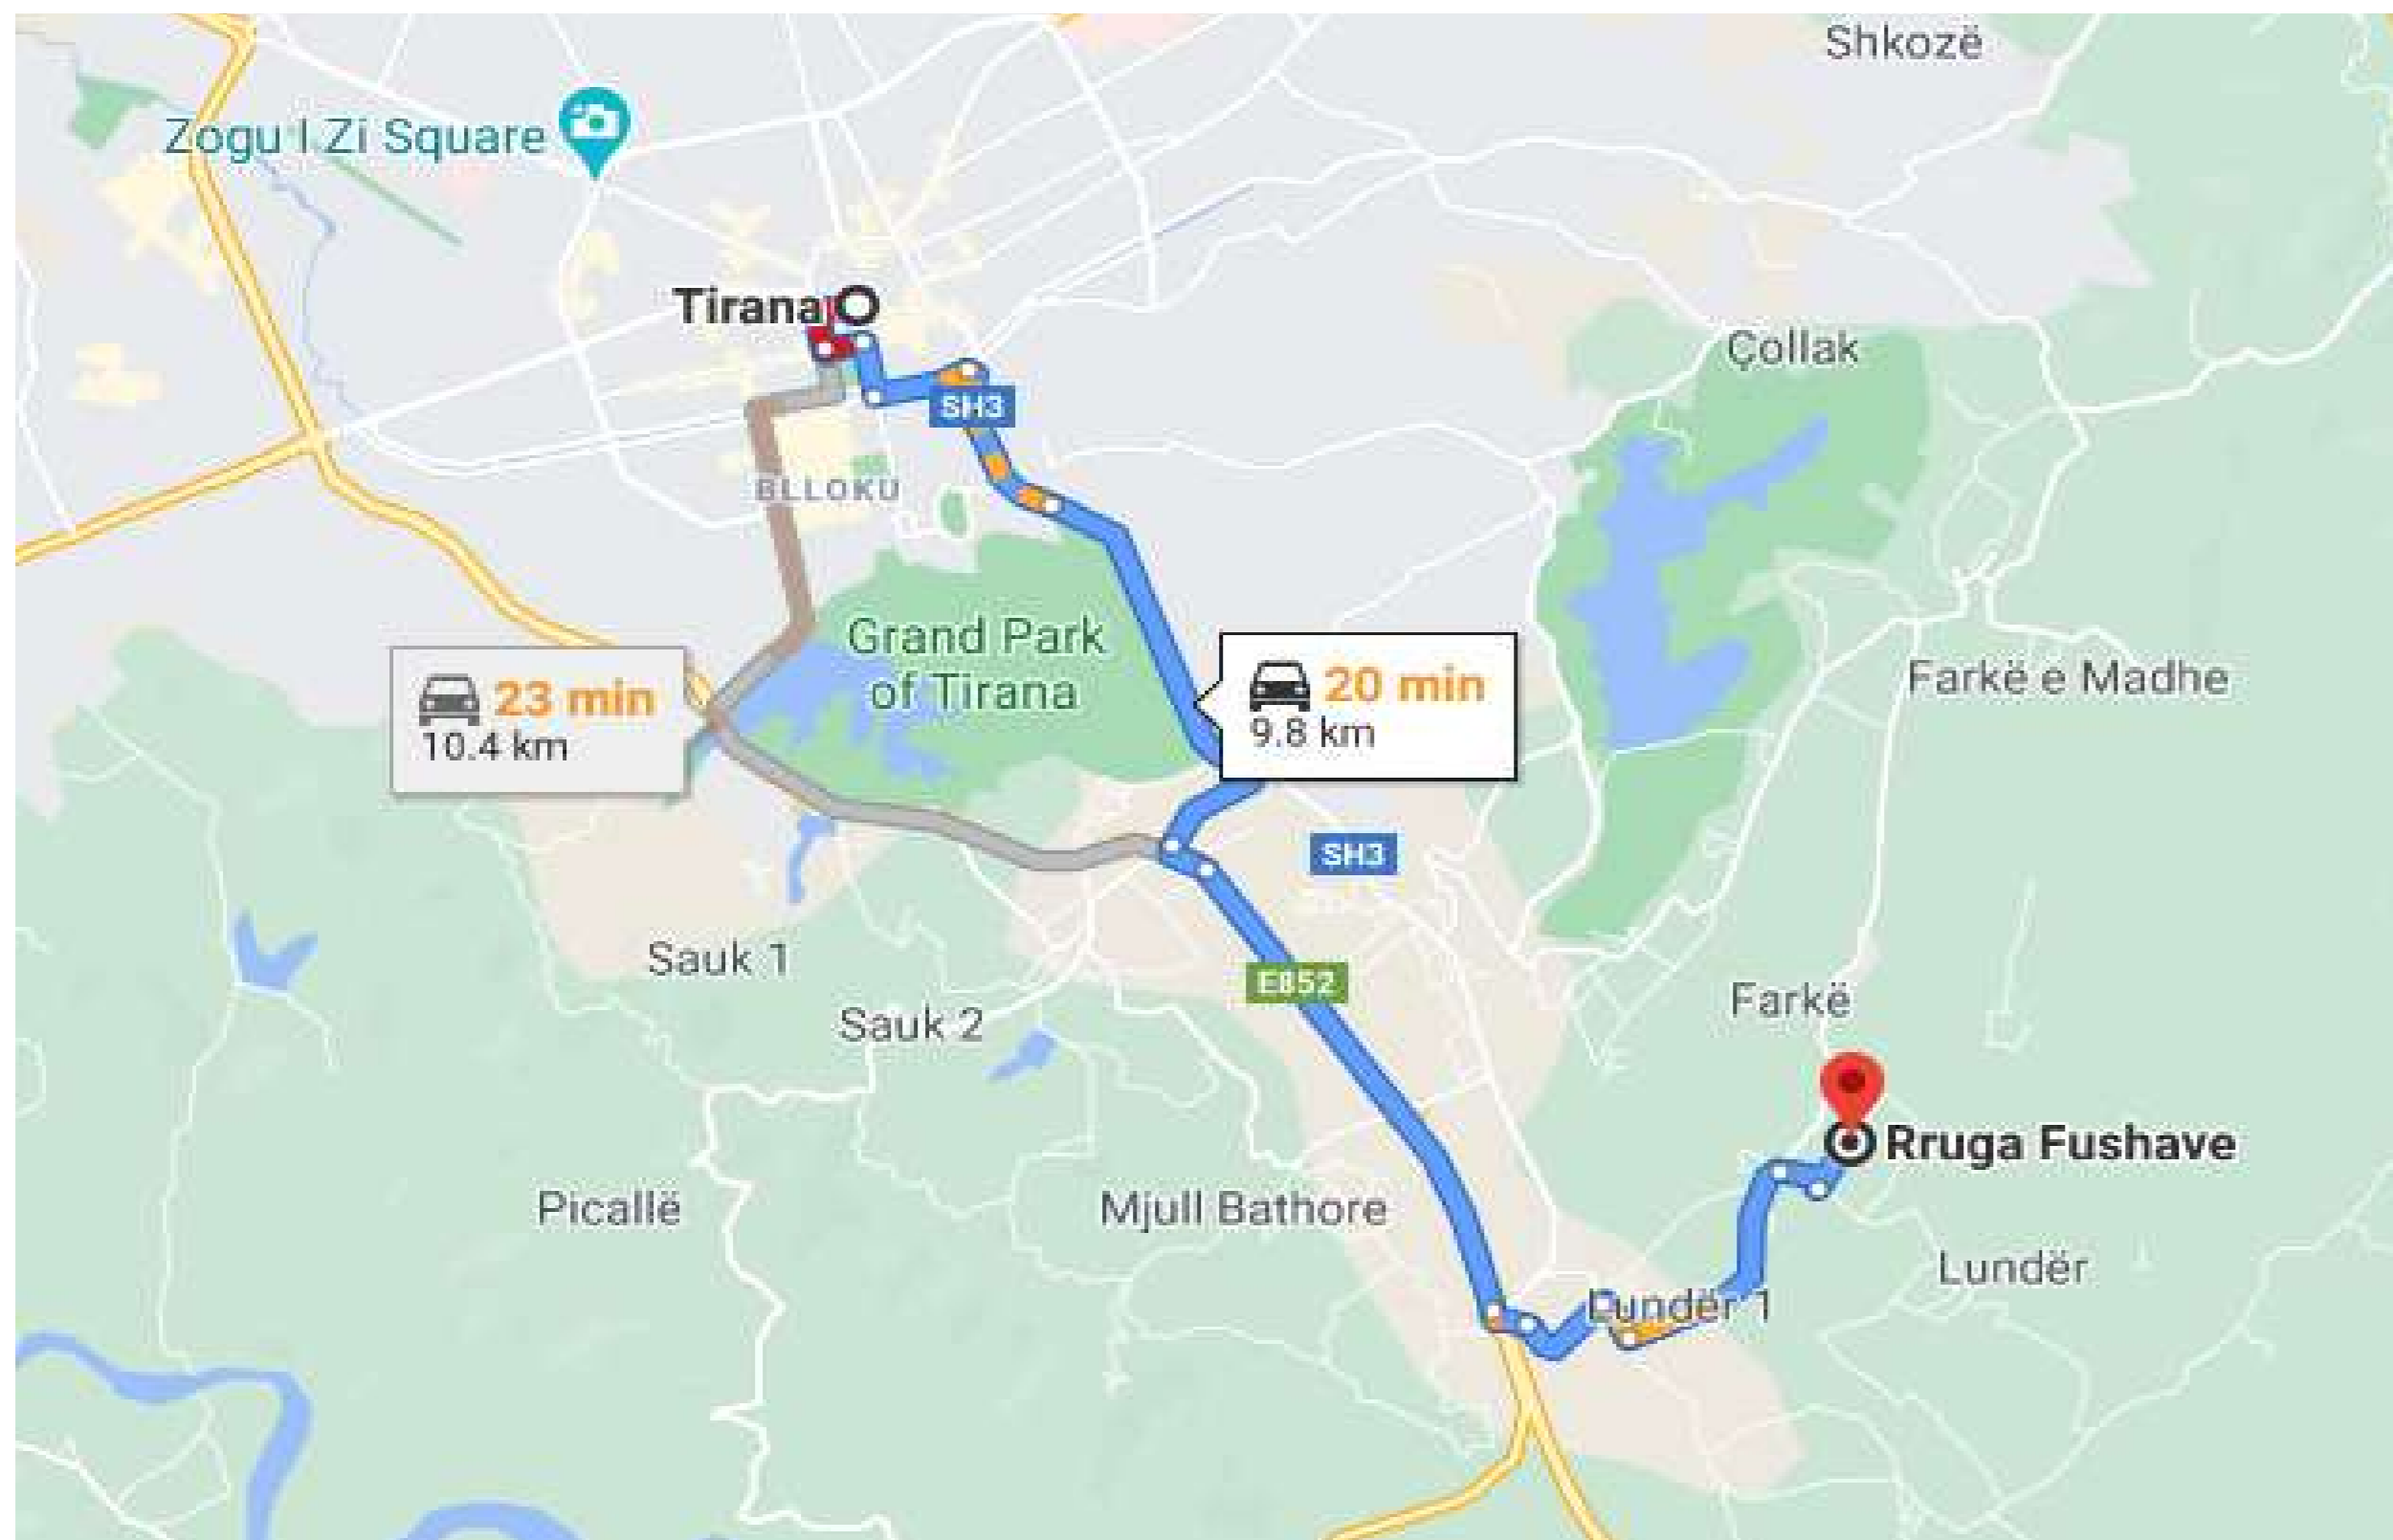 Shkozë
Zogu I Zi Square
Tirana
Çollak
SH3
BLLOKU
Grand Park
of Tirana
23 min
10.4 km
20 min
9.8 km
Farkë e Madhe
SH3
Sauk 1
E852
Farkë
Sauk 2
Rruga Fushave
Picallë
Mjull Bathore
Lundër
Lundër 1